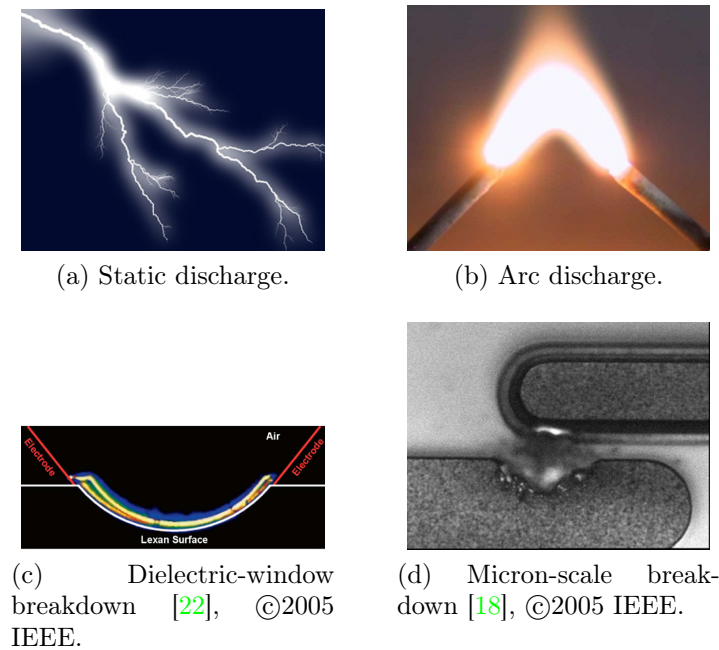 (a) Static discharge.
(b) Arc discharge.
Electrode
Air
Electrode
Lexan Surface
(c) Dielectric-window
breakdown [22], ©2005
IEEE.
(d) Micron-scale break-
down [18], ©2005 IEEE.